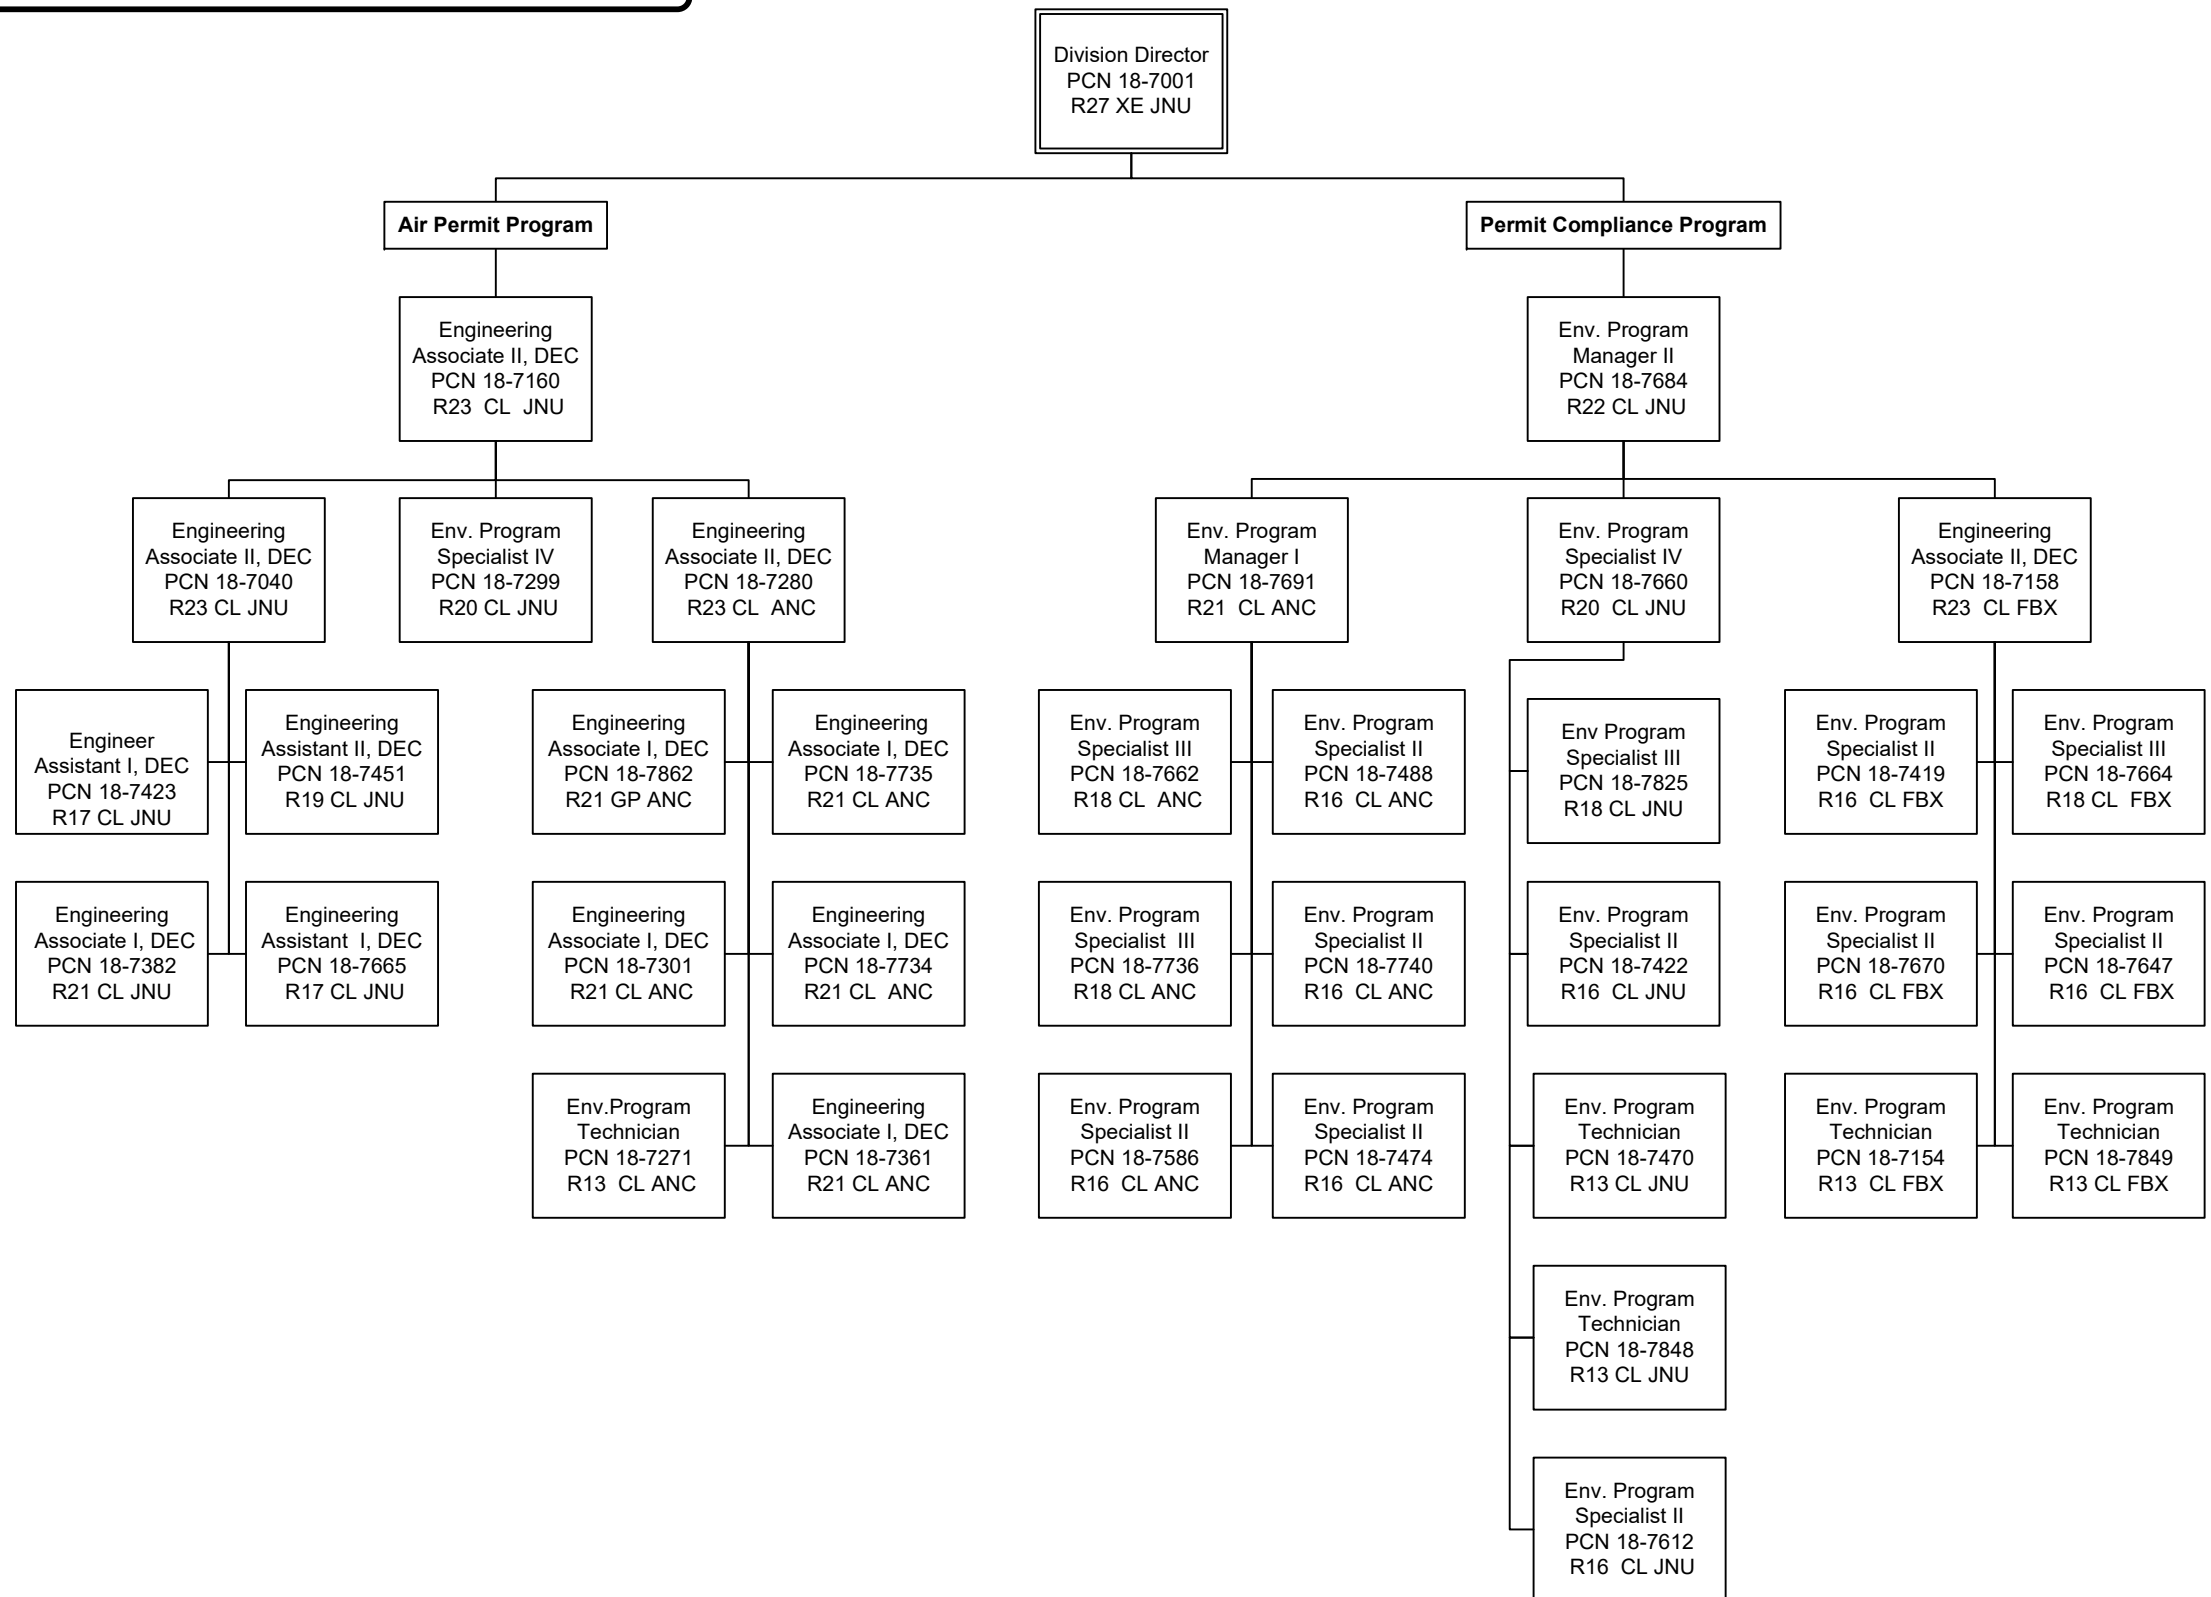 Division Director
PCN 18-7001
R27 XE JNU
Air Permit Program
Permit Compliance Program
Engineering
Associate II, DEC
PCN 18-7160
R23 CL JNU
Env. Program
Manager II
PCN 18-7684
R22 CL JNU
Engineering
Associate II, DEC
PCN 18-7040
R23 CL JNU
Env. Program
Specialist IV
PCN 18-7299
R20 CL JNU
Engineering
Associate II, DEC
PCN 18-7280
R23 CL ANC
Env. Program
Manager I
PCN 18-7691
R21 CL ANC
Env. Program
Specialist IV
PCN 18-7660
R20 CL JNU
Engineering
Associate II, DEC
PCN 18-7158
R23 CL FBX
Engineer
Assistant I, DEC
PCN 18-7423
R17 CL JNU
Engineering
Assistant II, DEC
PCN 18-7451
R19 CL JNU
Engineering
Associate I, DEC
PCN 18-7862
R21 GP ANC
Engineering
Associate I, DEC
PCN 18-7735
R21 CL ANC
Env. Program
Specialist III
PCN 18-7662
R18 CL ANC
Env. Program
Specialist II
PCN 18-7488
R16 CL ANC
Env Program
Specialist III
PCN 18-7825
R18 CL JNU
Env. Program
Specialist II
PCN 18-7419
R16 CL FBX
Env. Program
Specialist III
PCN 18-7664
R18 CL FBX
Engineering
Associate I, DEC
PCN 18-7382
R21 CL JNU
Engineering
Assistant I, DEC
PCN 18-7665
R17 CL JNU
Engineering
Associate I, DEC
PCN 18-7301
R21 CL ANC
Engineering
Associate I, DEC
PCN 18-7734
R21 CL ANC
Env. Program
Specialist III
PCN 18-7736
R18 CL ANC
Env. Program
Specialist II
PCN 18-7740
R16 CL ANC
Env. Program
Specialist II
PCN 18-7422
R16 CL JNU
Env. Program
Specialist II
PCN 18-7670
R16 CL FBX
Env. Program
Specialist II
PCN 18-7647
R16 CL FBX
Env.Program
Technician
PCN 18-7271
R13 CL ANC
Engineering
Associate I, DEC
PCN 18-7361
R21 CL ANC
Env. Program
Specialist II
PCN 18-7586
R16 CL ANC
Env. Program
Specialist II
PCN 18-7474
R16 CL ANC
Env. Program
Technician
PCN 18-7470
R13 CL JNU
Env. Program
Technician
PCN 18-7154
R13 CL FBX
Env. Program
Technician
PCN 18-7849
R13 CL FBX
Env. Program
Technician
PCN 18-7848
R13 CL JNU
Env. Program
Specialist II
PCN 18-7612
R16 CL JNU